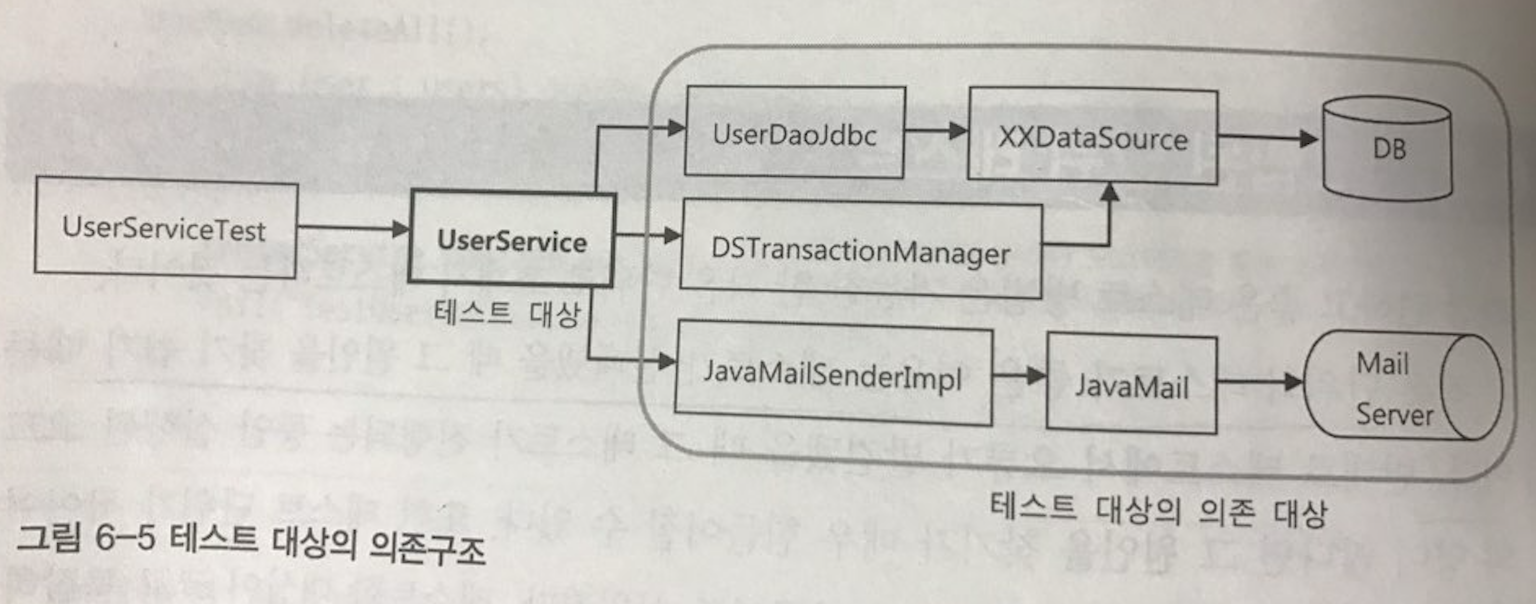 UserServiceTest
UserService
테스트 대상
UserDaoJdbc
XXDataSource
DB
DSTransactionManager
JavaMailSenderImpl
JavaMail
Mail
Server
테스트 대상의 의존 대상
그림 6-5 테스트 대상의 의존구조